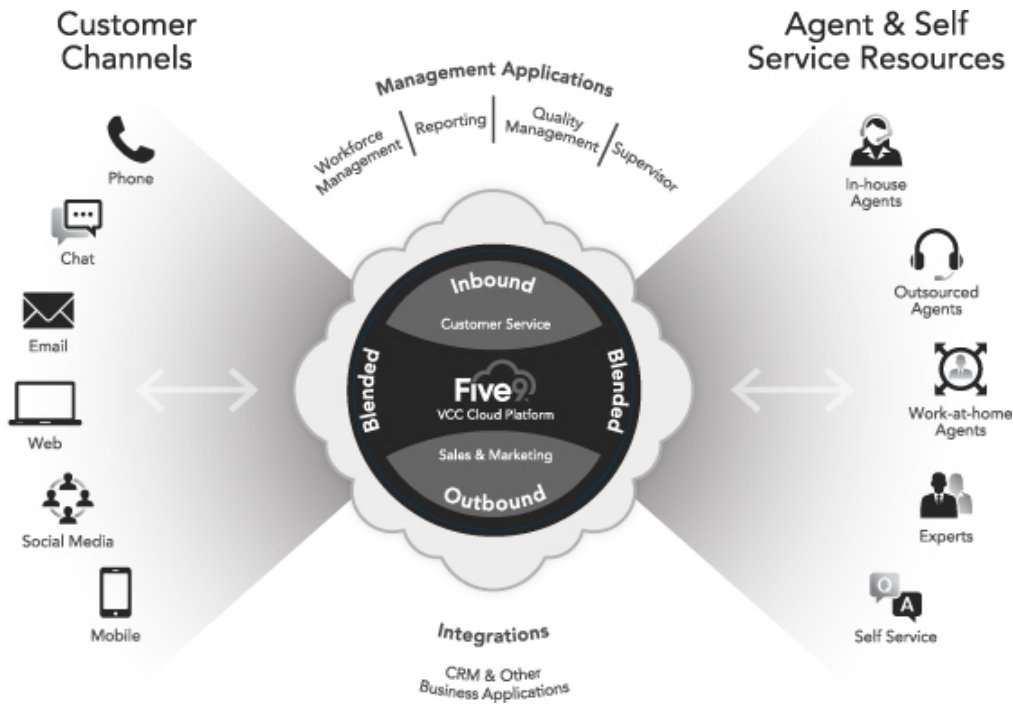 Customer
Channels
Phone
Chat
Email
Web
Social Media
Mobile
Management Applications
Workforce
Management
Reporting
Quality
Management
Supervisor
Inbound
Customer Service
Blended
Five9
VCC Cloud Platform
Blended
Sales & Marketing
Outbound
Integrations
CRM & Other
Business Applications
Agent & Self
Service Resources
In-house
Agents
Outsourced
Agents
Work-at-home
Agents
Experts
Q
A
Self Service